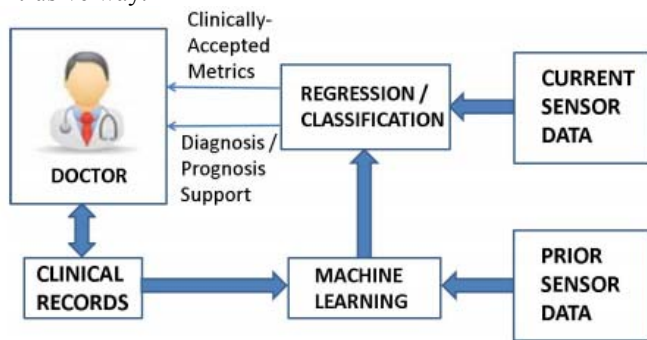 Clinically-
Accepted
Metrics
REGRESSION /
CLASSIFICATION
CURRENT
SENSOR
DATA
DOCTOR
Diagnosis /
Prognosis
Support
CLINICAL
RECORDS
MACHINE
LEARNING
PRIOR
SENSOR
DATA